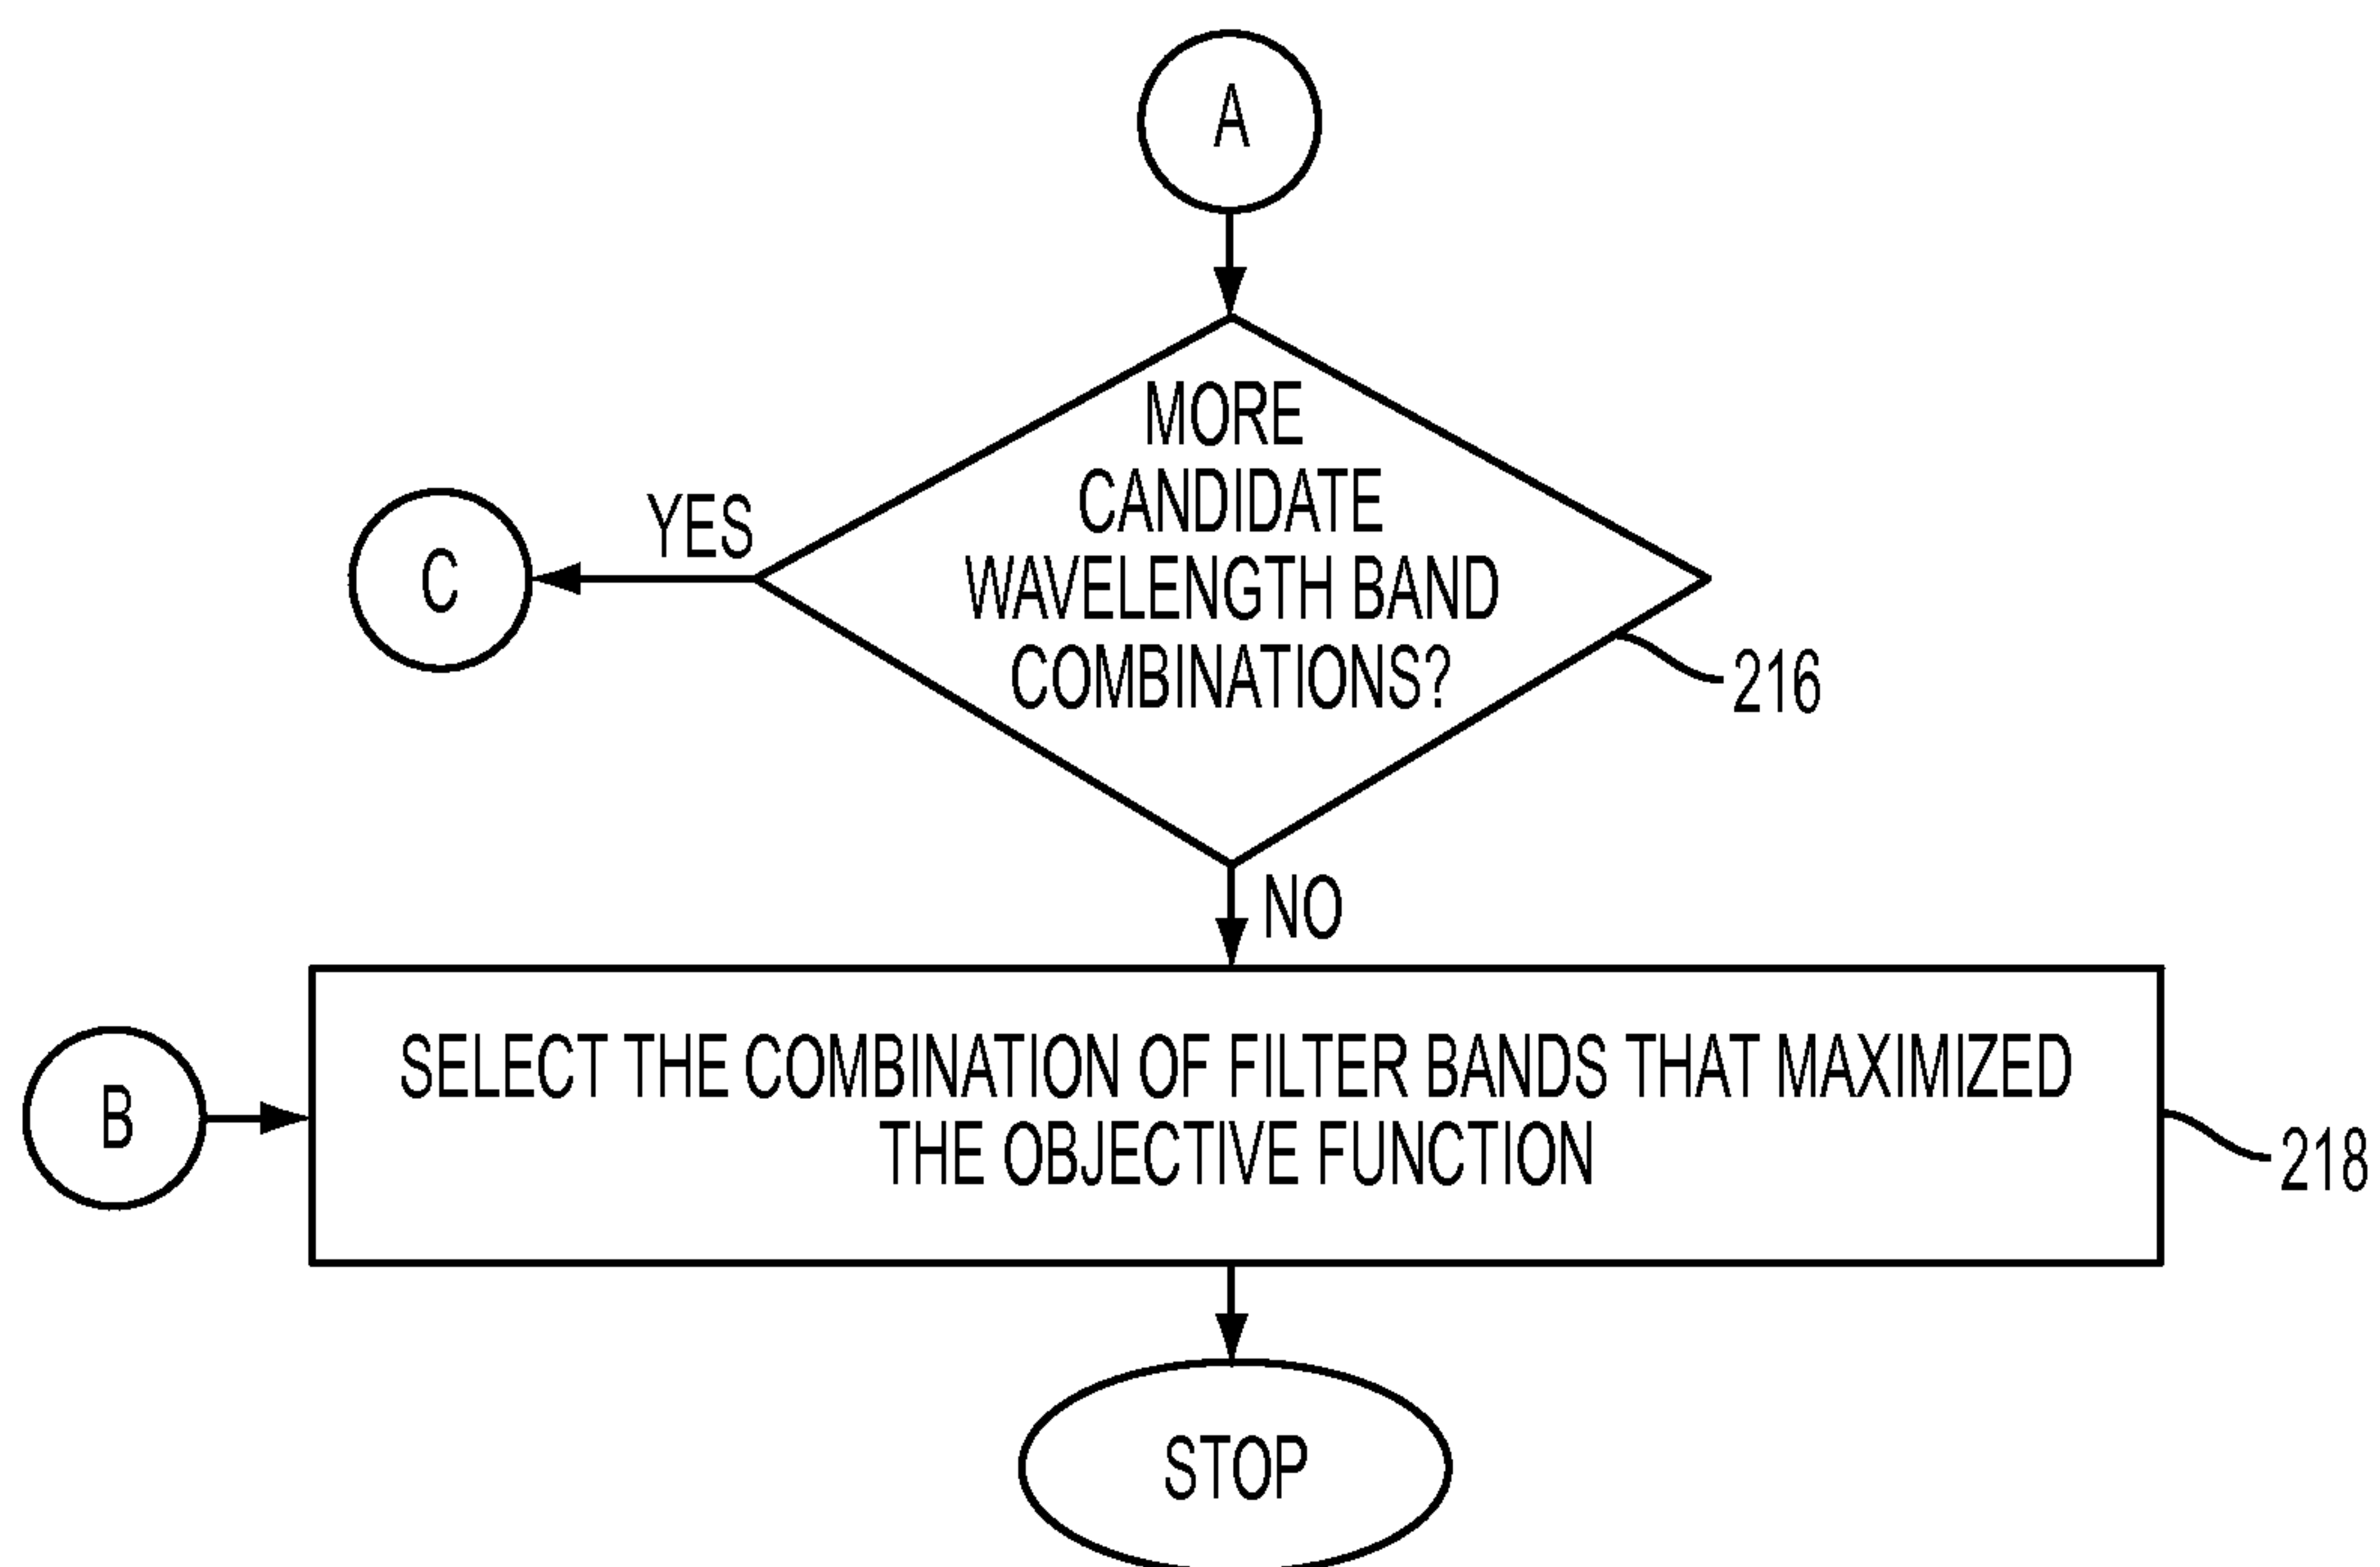 A
MORE
CANDIDATE
WAVELENGTH BAND
COMBINATIONS?
YES
C
216
NO
B
SELECT THE COMBINATION OF FILTER BANDS THAT MAXIMIZED
THE OBJECTIVE FUNCTION
218
STOP